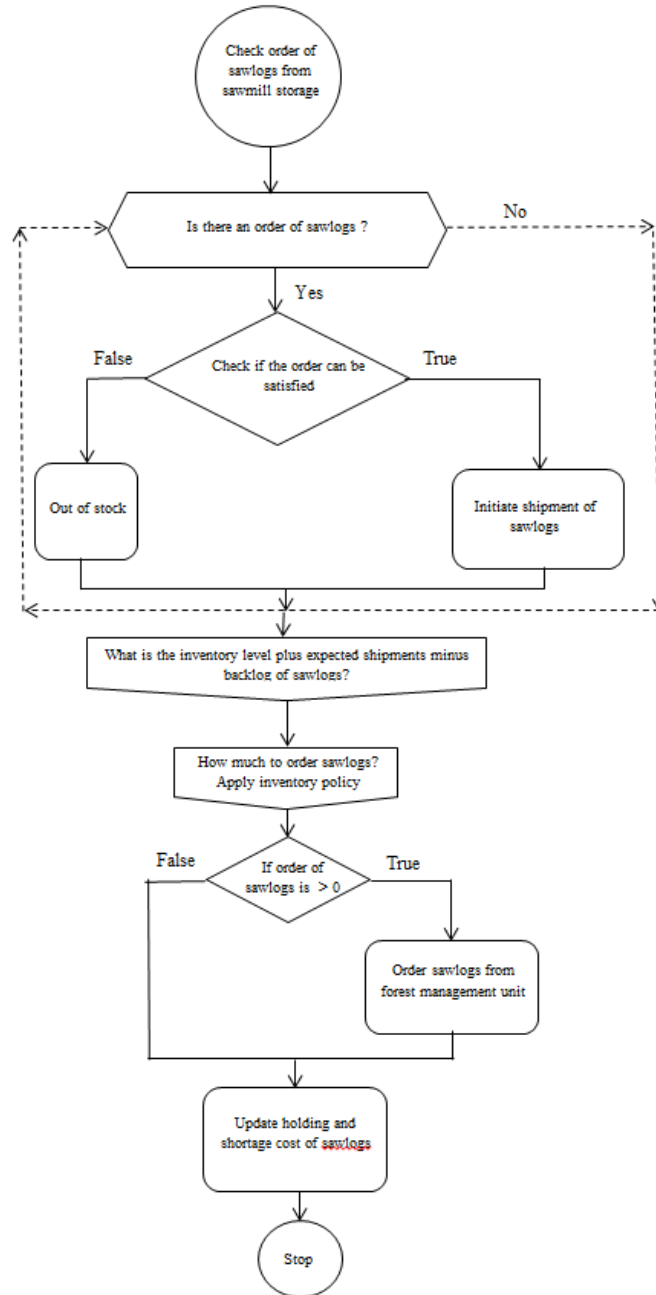 Check order of
sawlogs from
sawmill storage
Is there an order of sawlogs ?
No
Yes
False
Check if the order can be
satisfied
True
Out of stock
Initiate shipment of
sawlogs
What is the inventory level plus expected shipments minus
backlog of sawlogs?
How much to order sawlogs?
Apply inventory policy
False
If order of
sawlogs is > 0
True
Order sawlogs from
forest management unit
Update holding and
shortage cost of sawlogs
Stop